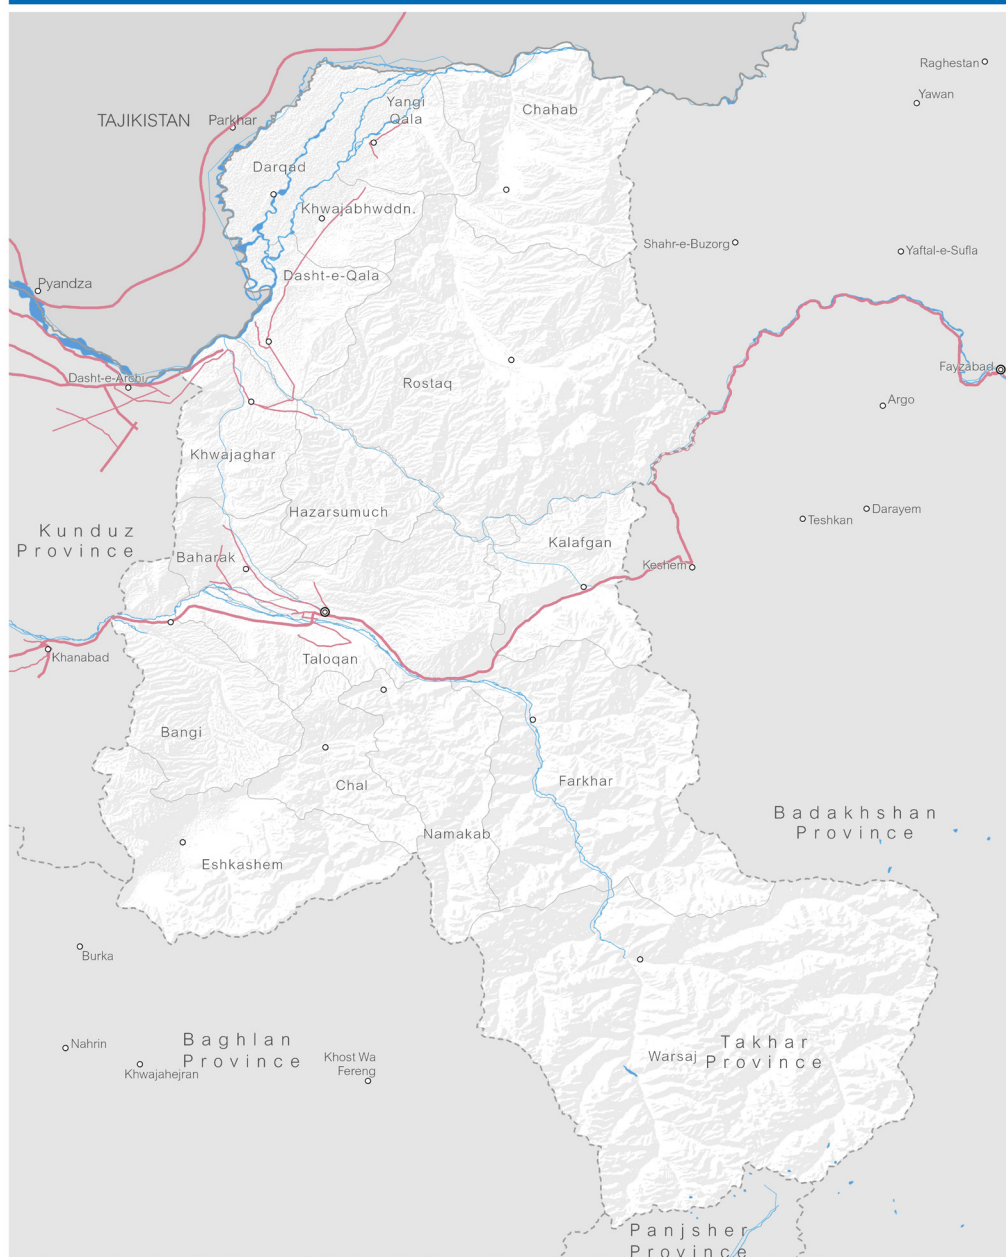 Raghestan
Yawan
Yangi
Qala
Chahab
TAJIKISTAN
Parkhar
Darqad
Khwajabhwddn.
Shahr-e-Buzorg
Yaftal-e-Sufla
Dasht-e-Qala
Pyandza
Fayzabad
Dasht-e-Archi
Rostaq
Argo
Khwajaghar
Hazarsumuch
Darayem
Teshkan
Kunduz
Province
Kalafgan
Baharak
Keshem
Khanabad
Taloqan
Bangi
Farkhar
Chal
Badakhshan
Province
Namakab
Eshkashem
Burka
Nahrin
Baghlan
Province
Khwajahejran
Khost Wa
Fereng
Warsaj
Takhar
Province
Panjsher
Province